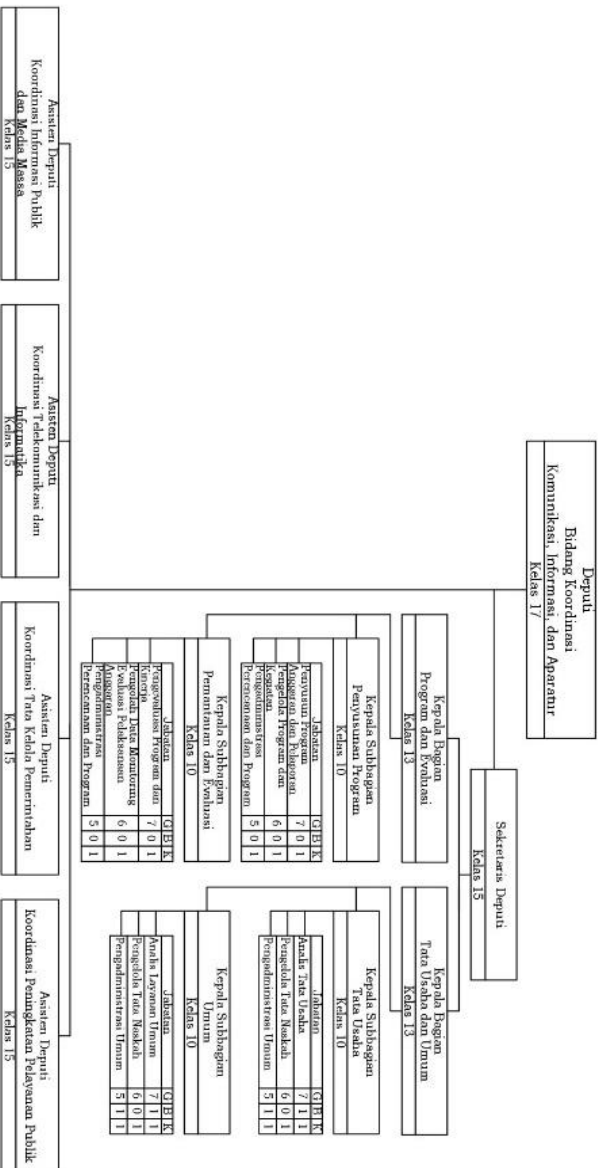 Deputi
Bidang Koordinasi
Komunikasi, Informasi, dan Aparatur
Kelas 17
Sekretaris Deputi
Kelas 15
Kepala Bagian
Program dan Evaluasi
Kelas 13
Kepala Bagian
Tata Usaha dan Umum
Kelas 13
Kepala Subbagian
Penyusunan Program
Kelas 10
Jabatan G B K
Penyusun Program
Anggaran dan Pelaporan 7 0 1
Pengelola Program dan
Kegiatan 6 0 1
Pengadministrasi
Perencanaan dan Program 5 0 1
Kepala Subbagian
Tata Usaha
Kelas 10
Jabatan G B K
Analis Tata Usaha 7 1 1
Pengelola Tata Naskah 6 0 1
Pengadministrasi Umum 5 1 1
Kepala Subbagian
Pemantauan dan Evaluasi
Kelas 10
Jabatan G B K
Pengevaluasi Program dan
Kinerja 7 0 1
Pengolah Data Monitoring
Evaluasi Pelaksanaan
Anggaran 6 0 1
Pengadministrasi
Perencanaan dan Program 5 0 1
Kepala Subbagian
Umum
Kelas 10
Jabatan G B K
Analis Layanan Umum 7 1 1
Pengelola Tata Naskah 6 0 1
Pengadministrasi Umum 5 1 1
Asisten Deputi
Koordinasi Informasi Publik
dan Media Massa
Kelas 15
Asisten Deputi
Koordinasi Telekomunikasi dan
Informatika
Kelas 15
Asisten Deputi
Koordinasi Tata Kelola Pemerintahan
Kelas 15
Asisten Deputi
Koordinasi Peningkatan Pelayanan Publik
Kelas 15